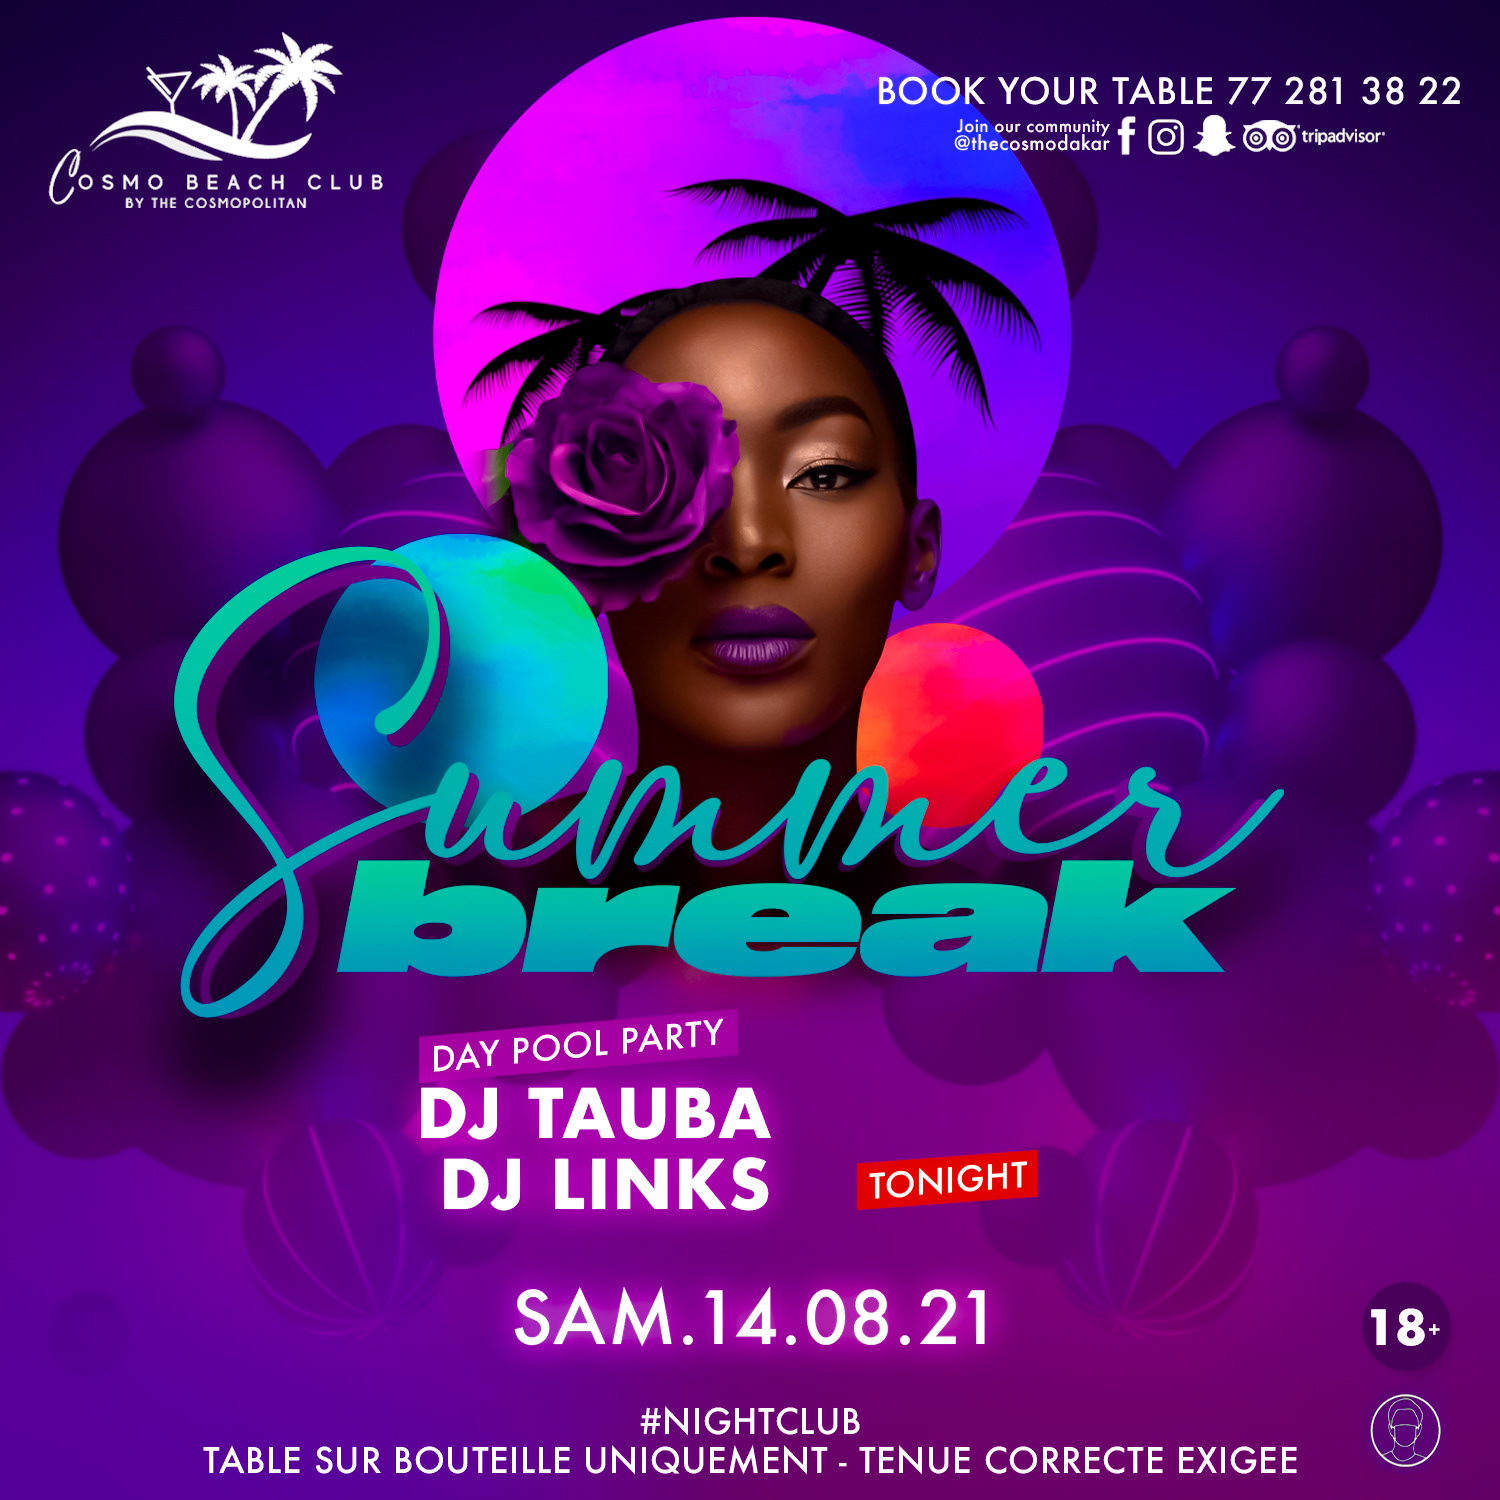 COSMO BEACH CLUB
BY THE COSMOPOLITAN
BOOK YOUR TABLE 77 281 38 22
Join our community
@thecosmodakar
tripadvisor
Summer
break
DAY POOL PARTY
DJ TAUBA
DJ LINKS
TONIGHT
SAM.14.08.21
18+
#NIGHTCLUB
TABLE SUR BOUTEILLE UNIQUEMENT - TENUE CORRECTE EXIGEE